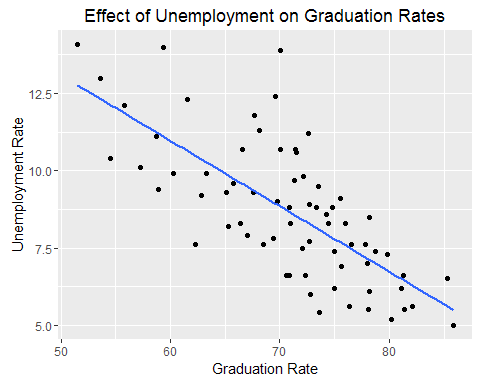 Effect of Unemployment on Graduation Rates
12.5
10.0
7.5
5.0
Unemployment Rate
50
60
70
80
Graduation Rate